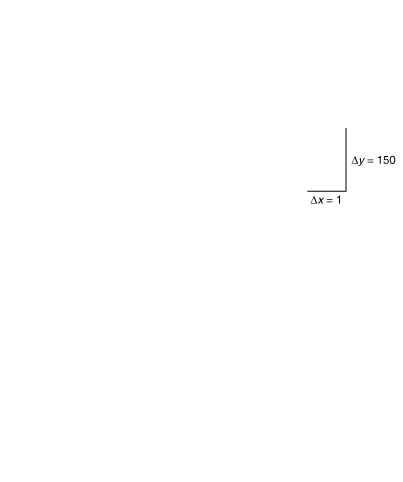 Δy = 150
Δx = 1